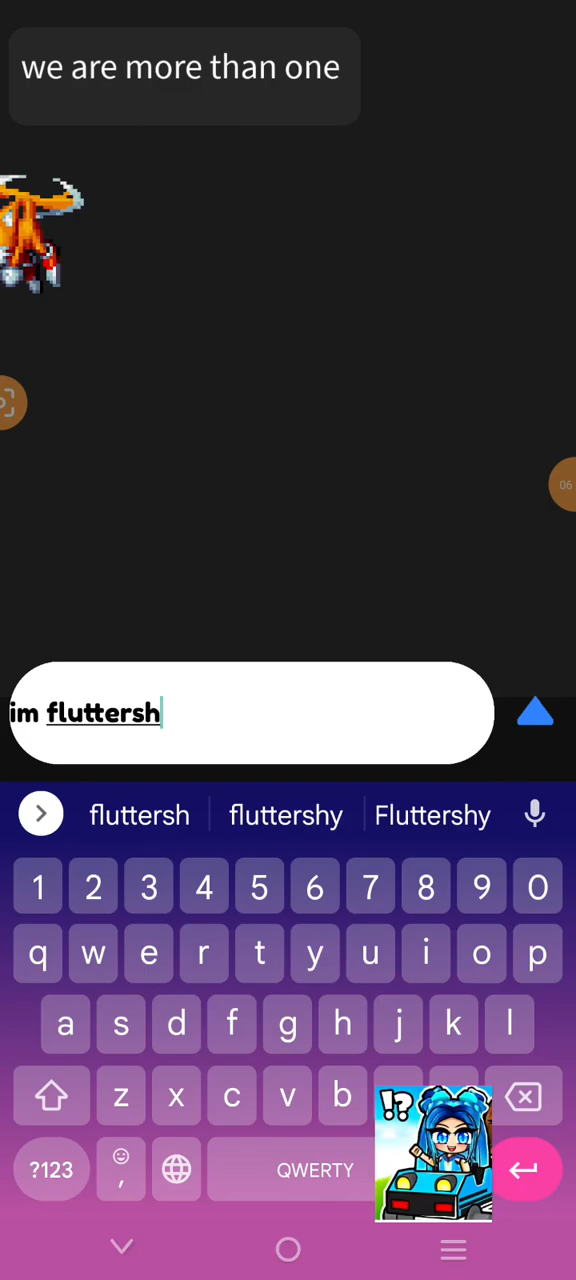 we are more than one
06
im fluttersh
fluttersh fluttershy Fluttershy
1 2 3 4 5 6 7 8 9 0
q w e r t y u i o p
a s d f g h j k l
z x c v b
!?
?123 , QWERTY